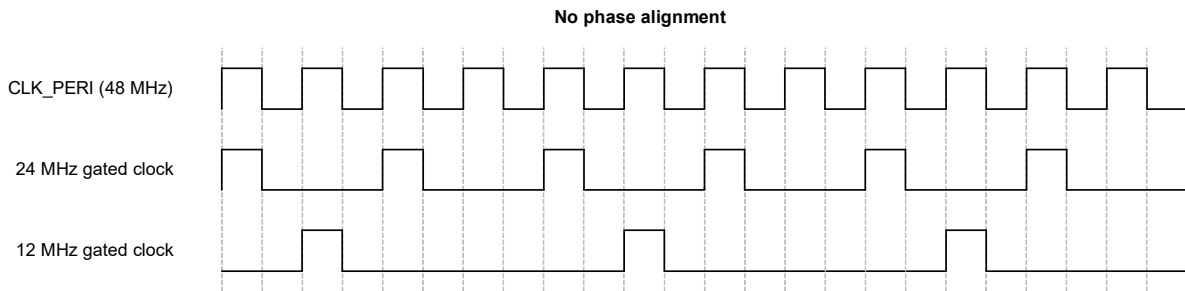 No phase alignment
CLK_PERI (48 MHz)
24 MHz gated clock
12 MHz gated clock